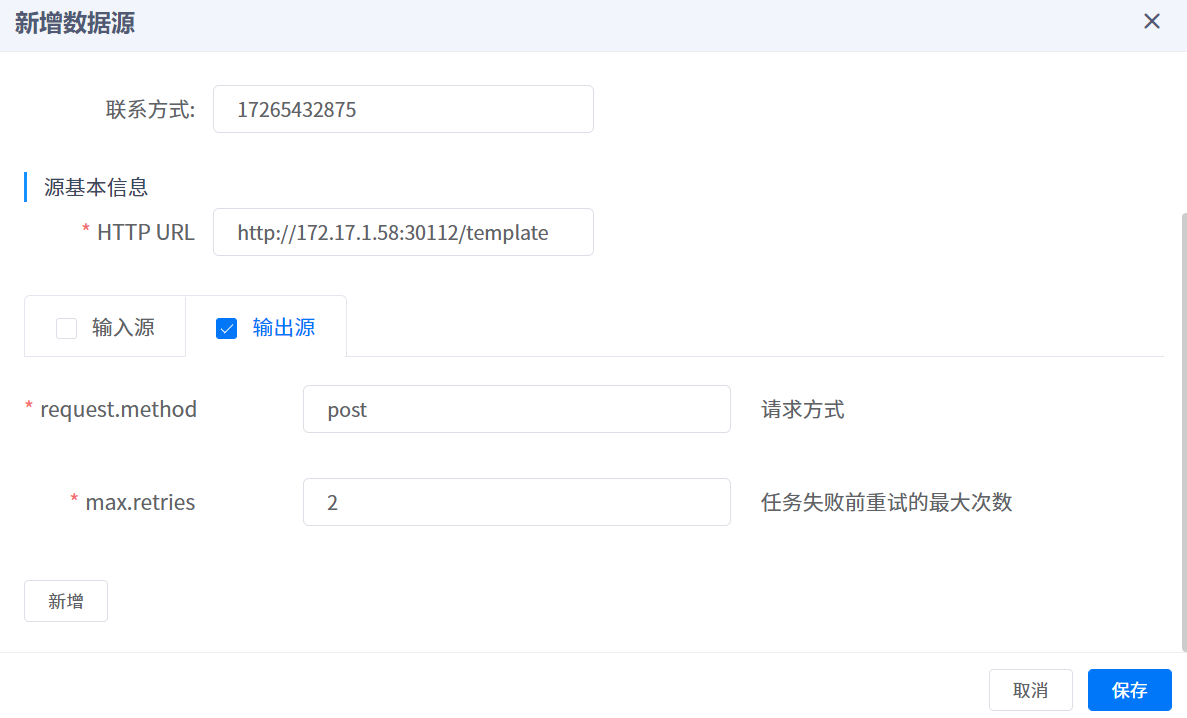 新增数据源
联系方式: 17265432875
源基本信息
* HTTP URL http://172.17.1.58:30112/template
输入源 输出源
* request.method post 请求方式
* max.retries 2 任务失败前重试的最大次数
新增
取消 保存